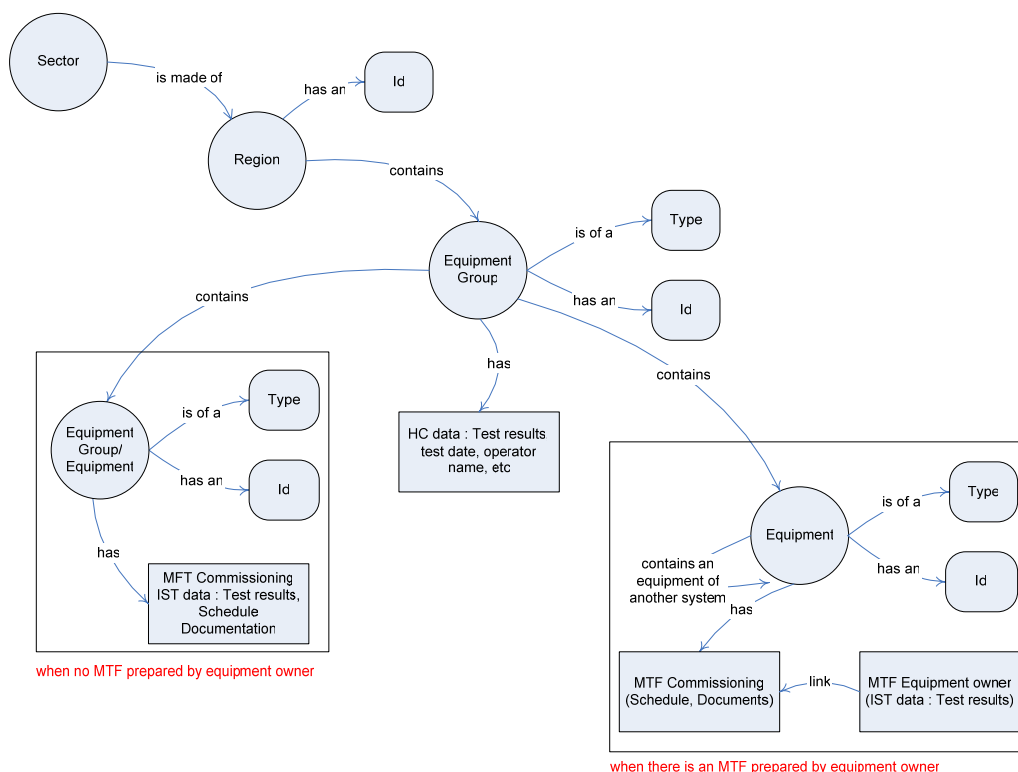 Sector
is made of
has an
Id
Region
contains
Type
is of a
Equipment
Group
has an
Id
contains
has
contains
Type
is of a
Equipment
Group/
Equipment
has an
Id
HC data : Test results,
test date, operator
name, etc
has
MFT Commissioning
IST data : Test results,
Schedule
Documentation
when no MTF prepared by equipment owner
Type
is of a
Equipment
contains an
equipment of
another system
has an
Id
has
MTF Commissioning
(Schedule, Documents)
link
MTF Equipment owner
(IST data : Test results)
when there is an MTF prepared by equipment owner